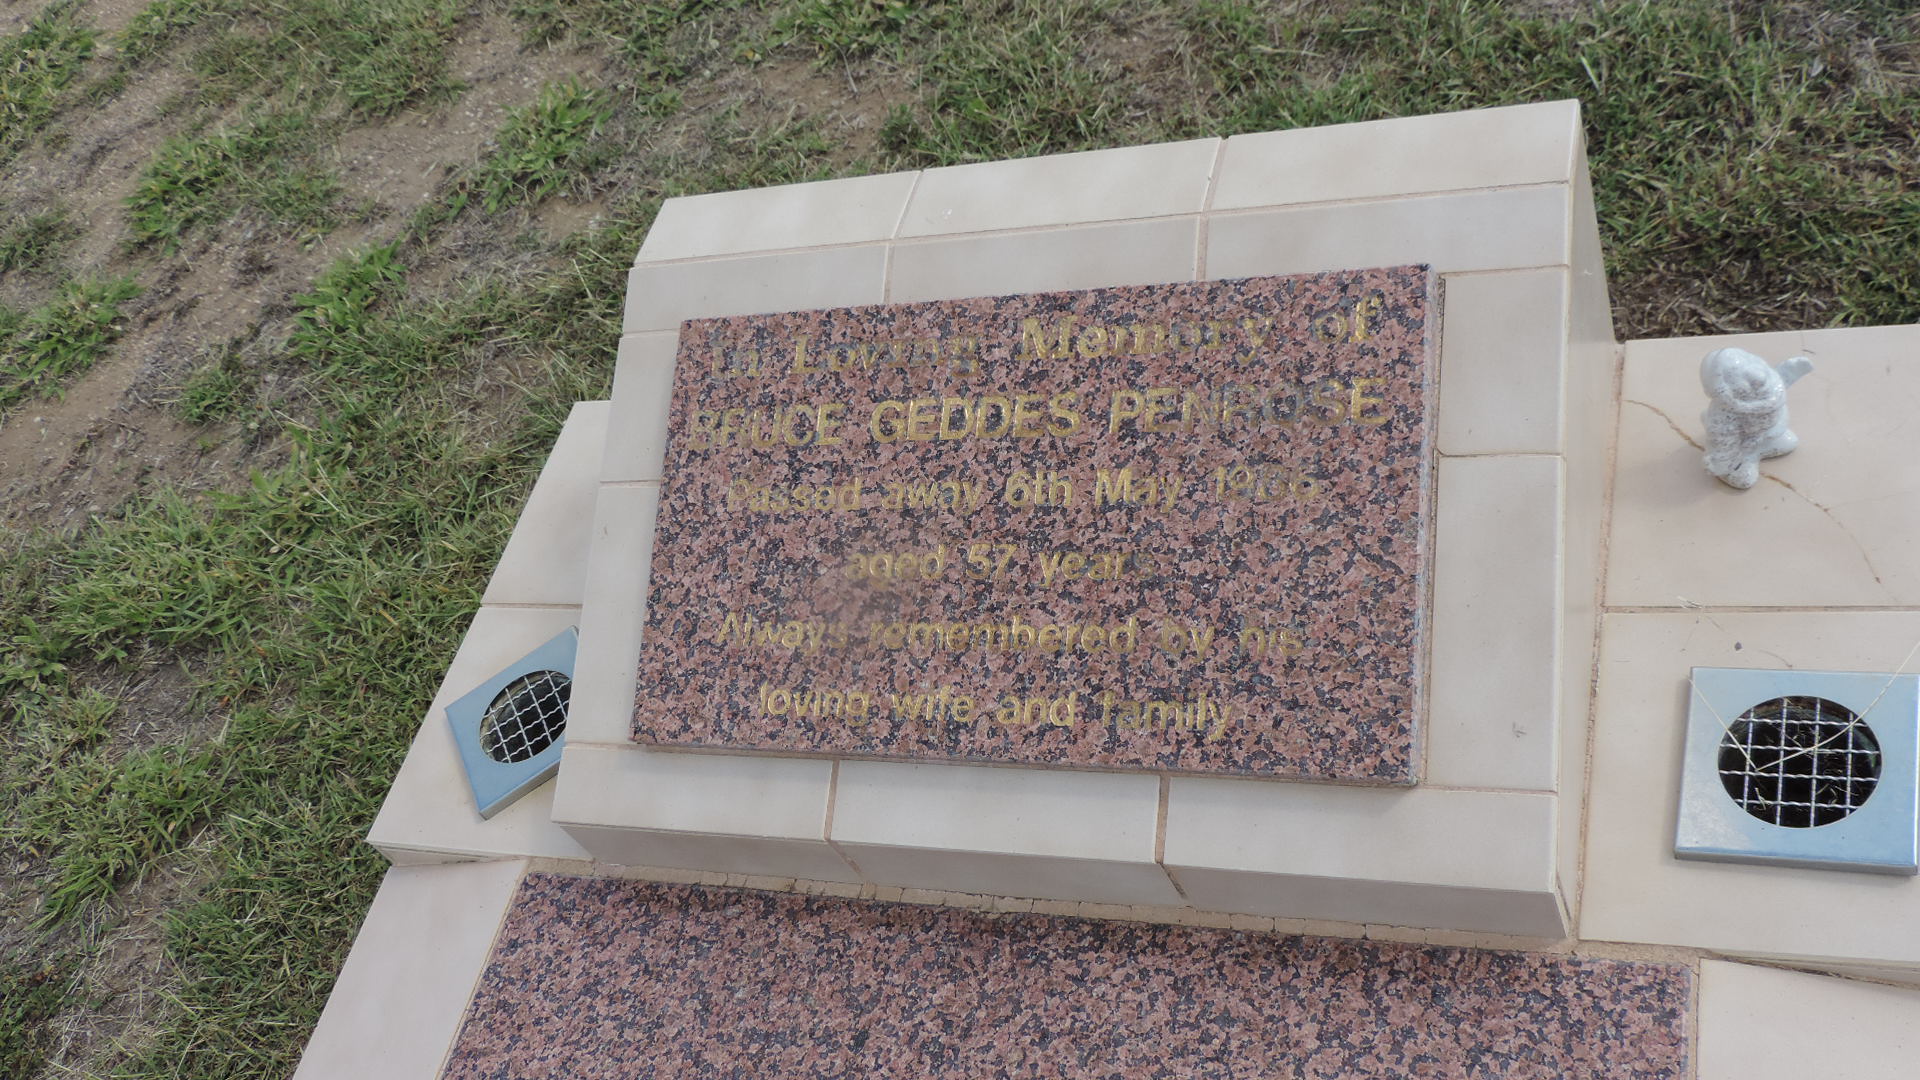 In Loving Memory of
BRUCE GEDDES PENROSE
Passed away 6th May 1986
aged 57 years
Always remembered by his
loving wife and family